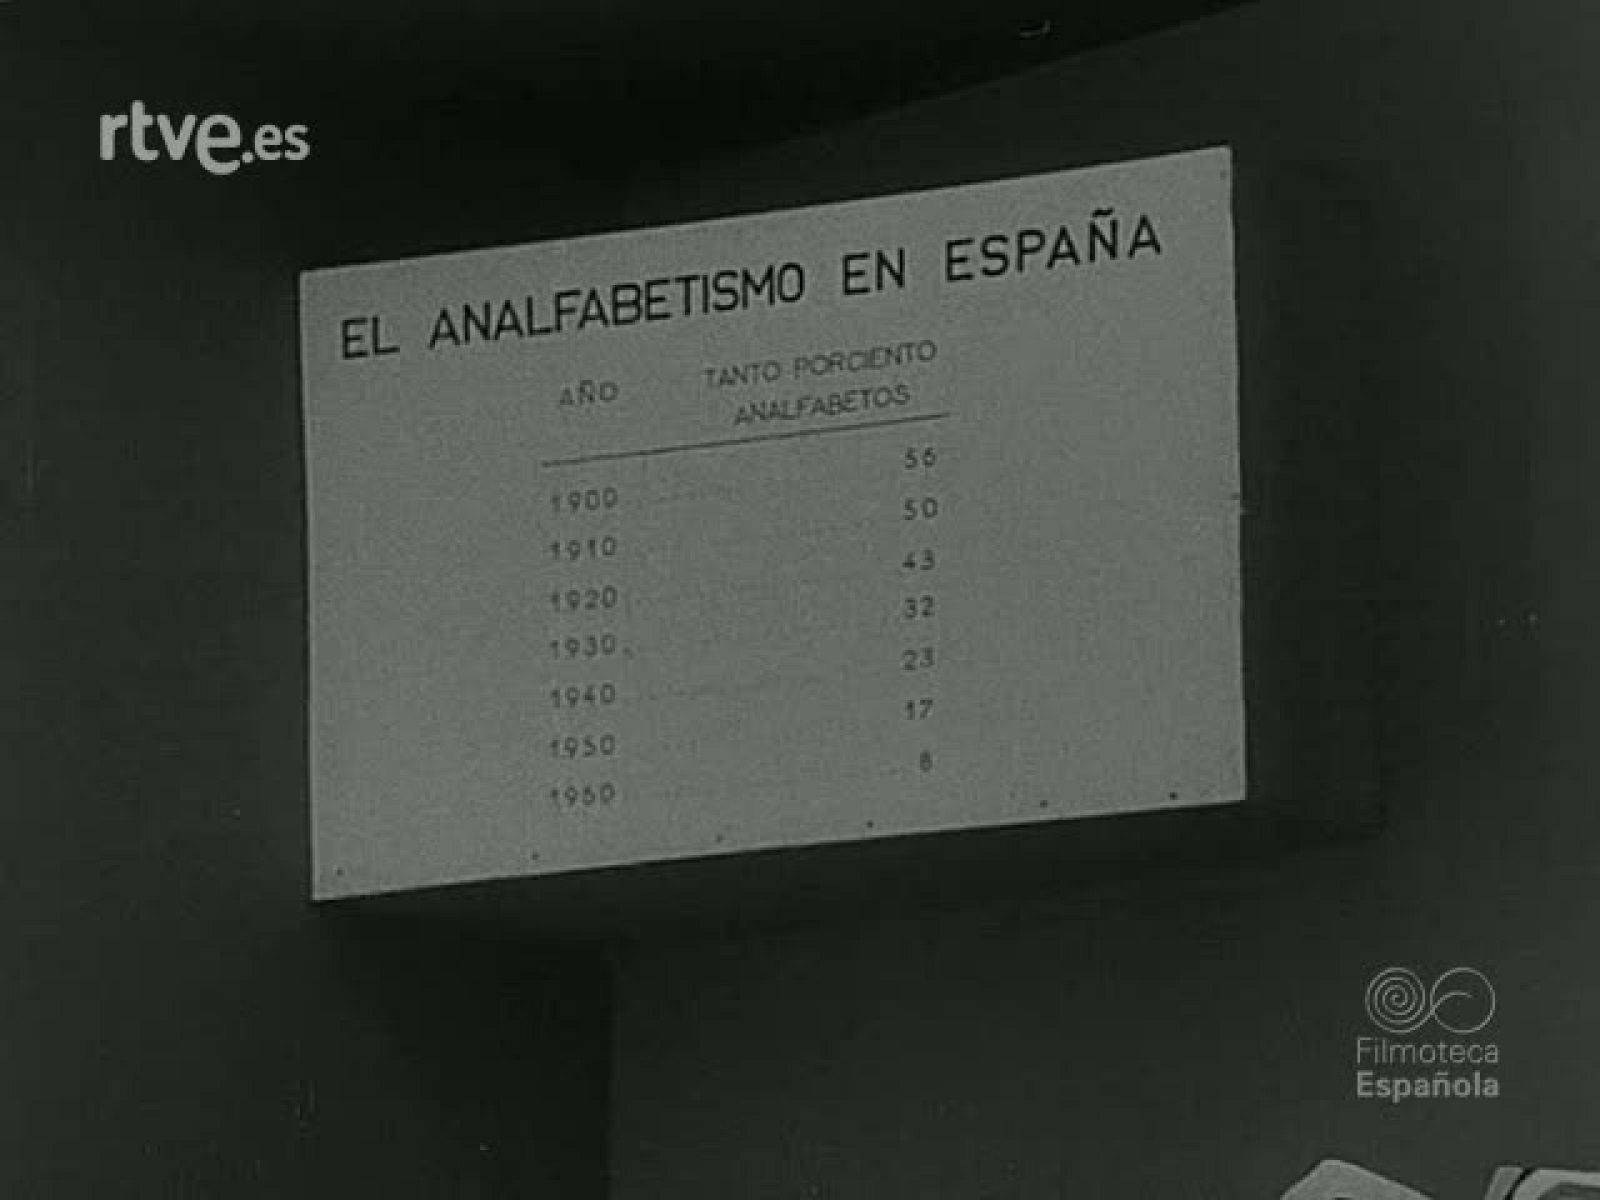 rtve.es
EL ANALFABETISMO EN ESPAÑA
AÑO TANTO PORCIENTO
ANALFABETOS
1900 56
1910 50
1920 43
1930 32
1940 23
1950 17
1960 8
Filmoteca
Española